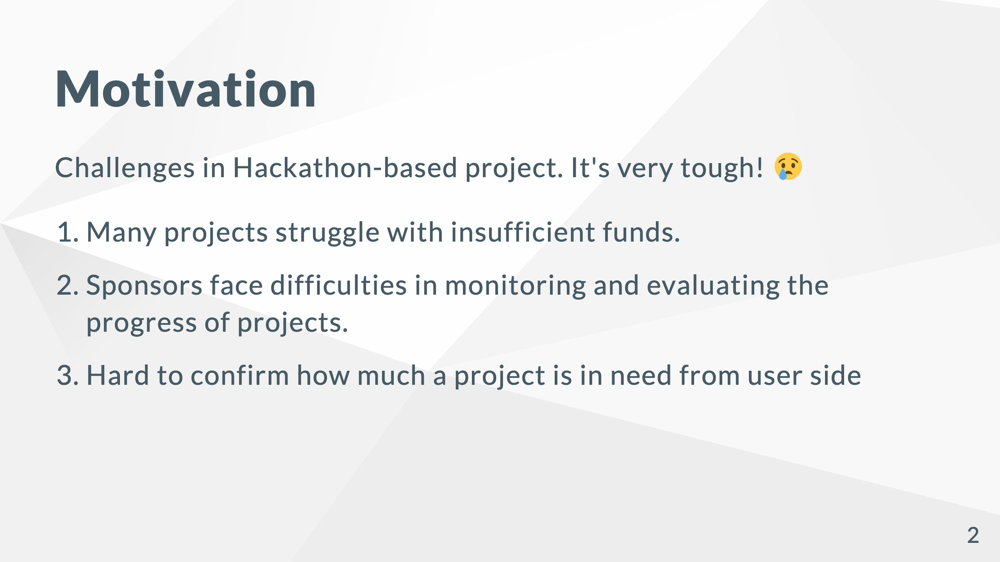 Motivation
Challenges in Hackathon-based project. It's very tough! 😢
1. Many projects struggle with insufficient funds.
2. Sponsors face difficulties in monitoring and evaluating the
progress of projects.
3. Hard to confirm how much a project is in need from user side
2